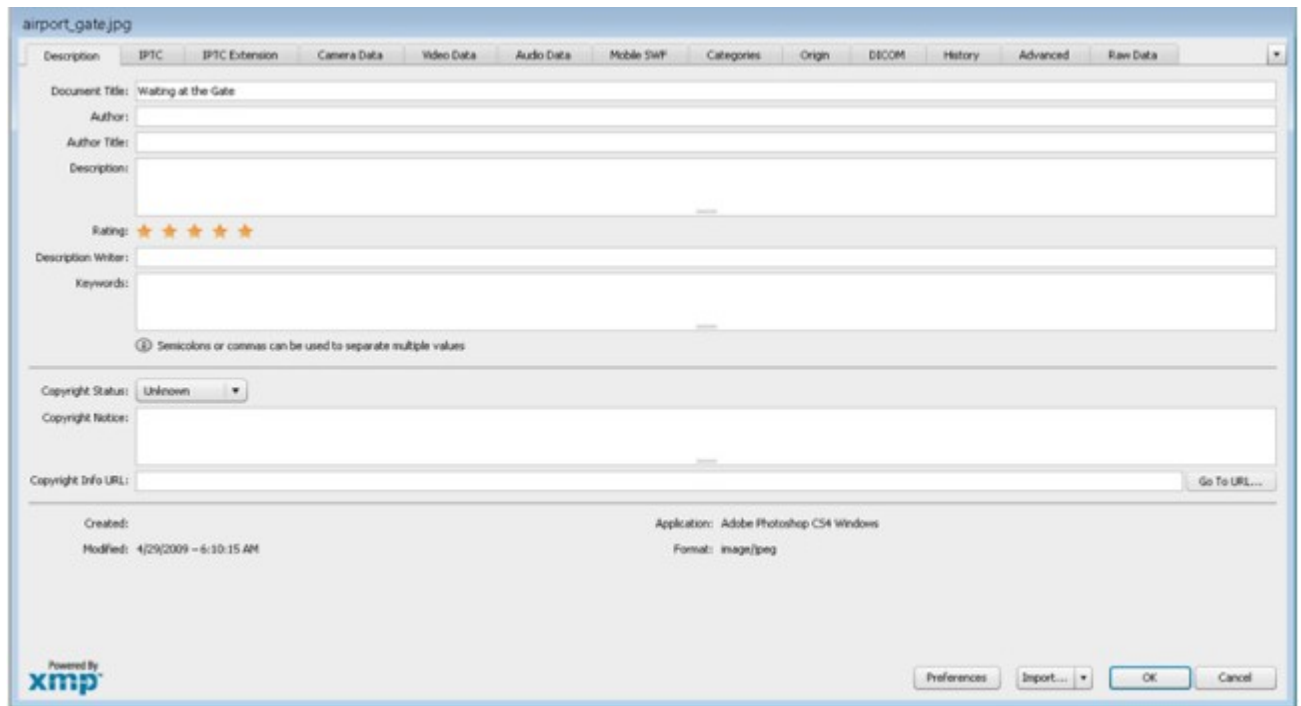 airport_gate.jpg
Description IPTC IPTC Extension Camera Data Video Data Audio Data Mobile SWF Categories Origin DICOM History Advanced Raw Data
Document Title: Waiting at the Gate
Author:
Author Title:
Description:
Rating:
Description Writer:
Keywords:
Semicolons or commas can be used to separate multiple values
Copyright Status: Unknown
Copyright Notice:
Copyright Info URL: Go To URL...
Created: Application: Adobe Photoshop CS4 Windows
Modified: 4/29/2009 – 6:10:15 AM Format: image/jpeg
Powered By
xmp
Preferences Import... OK Cancel